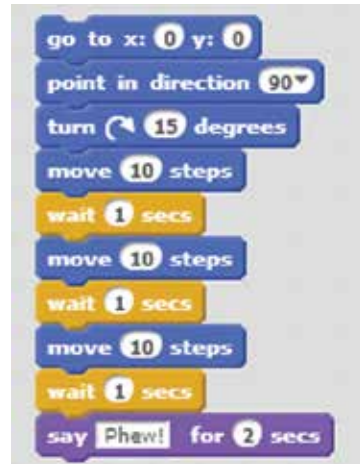 go to x: 0 y: 0
point in direction 90
turn 15 degrees
move 10 steps
wait 1 secs
move 10 steps
wait 1 secs
move 10 steps
wait 1 secs
say Phew! for 2 secs